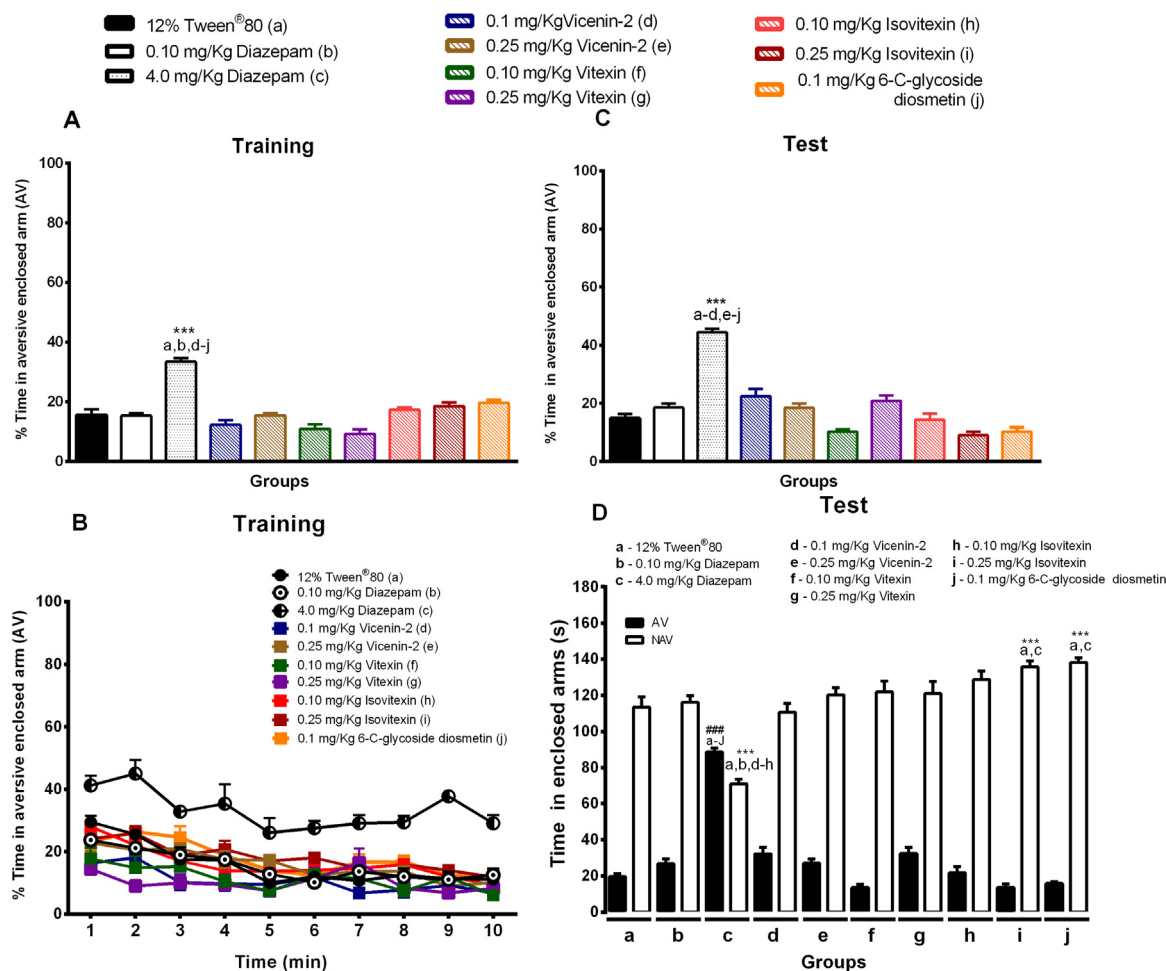 12% Tween®80 (a)
0.10 mg/Kg Diazepam (b)
4.0 mg/Kg Diazepam (c)
0.1 mg/KgVicenin-2 (d)
0.25 mg/Kg Vicenin-2 (e)
0.10 mg/Kg Vitexin (f)
0.25 mg/Kg Vitexin (g)
0.10 mg/Kg Isovitexin (h)
0.25 mg/Kg Isovitexin (i)
0.1 mg/Kg 6-C-glycoside
diosmetin (j)
A
Training
% Time in aversive enclosed arm (AV)
100
80
60
40
20
0
***
a,b,d-j
Groups
C
Test
% Time in aversive enclosed arm (AV)
100
80
60
40
20
0
***
a-d,e-j
Groups
B
Training
12% Tween®80 (a)
0.10 mg/Kg Diazepam (b)
4.0 mg/Kg Diazepam (c)
0.1 mg/Kg Vicenin-2 (d)
0.25 mg/Kg Vicenin-2 (e)
0.10 mg/Kg Vitexin (f)
0.25 mg/Kg Vitexin (g)
0.10 mg/Kg Isovitexin (h)
0.25 mg/Kg Isovitexin (i)
0.1 mg/Kg 6-C-glycoside diosmetin (j)
% Time in aversive enclosed arm (AV)
100
80
60
40
20
0
1 2 3 4 5 6 7 8 9 10
Time (min)
D
Test
a - 12% Tween®80
b - 0.10 mg/Kg Diazepam
c - 4.0 mg/Kg Diazepam
d - 0.1 mg/Kg Vicenin-2
e - 0.25 mg/Kg Vicenin-2
f - 0.10 mg/Kg Vitexin
g - 0.25 mg/Kg Vitexin
h - 0.10 mg/Kg Isovitexin
i - 0.25 mg/Kg Isovitexin
j - 0.1 mg/Kg 6-C-glycoside diosmetin
AV
NAV
Time in enclosed arms (s)
180
160
140
120
100
80
60
40
20
0
###
a-J
***
a,b,d-h
***
a,c
***
a,c
a b c d e f g h i j
Groups